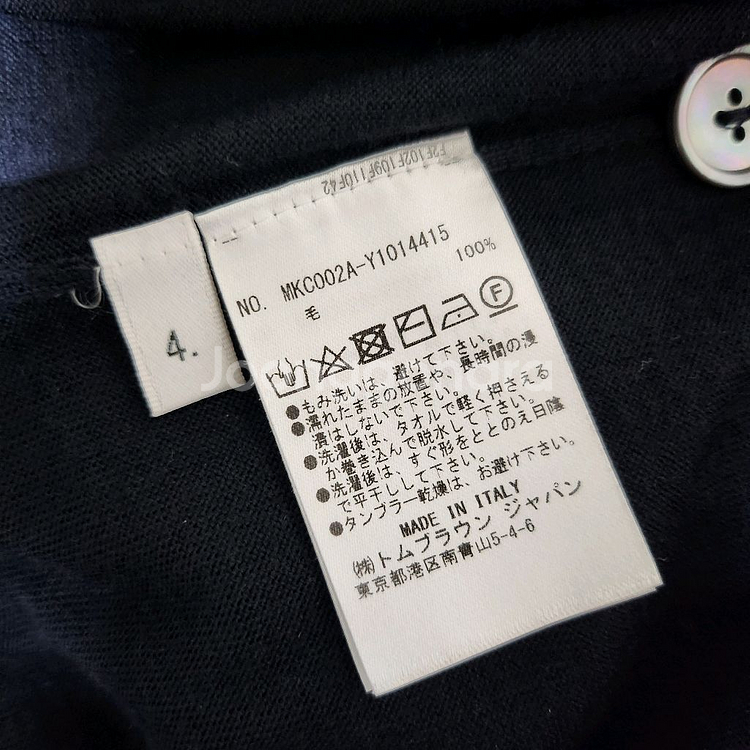 4.
F2F102F109F110F42
NO. MKC002A-Y1014415
毛 100%
F
●もみ洗いは、避けて下さい。
●濡れたままの放置や、長時間の浸
漬はしないで下さい。
●洗濯後は、タオルで軽く押さえる
か巻き込んで脱水して下さい。
●洗濯後は、すぐ形をととのえ日陰
で平干しして下さい。
●タンブラー乾燥は、お避け下さい。
MADE IN ITALY
㈱トムブラウン ジャパン
東京都港区南青山5-4-6